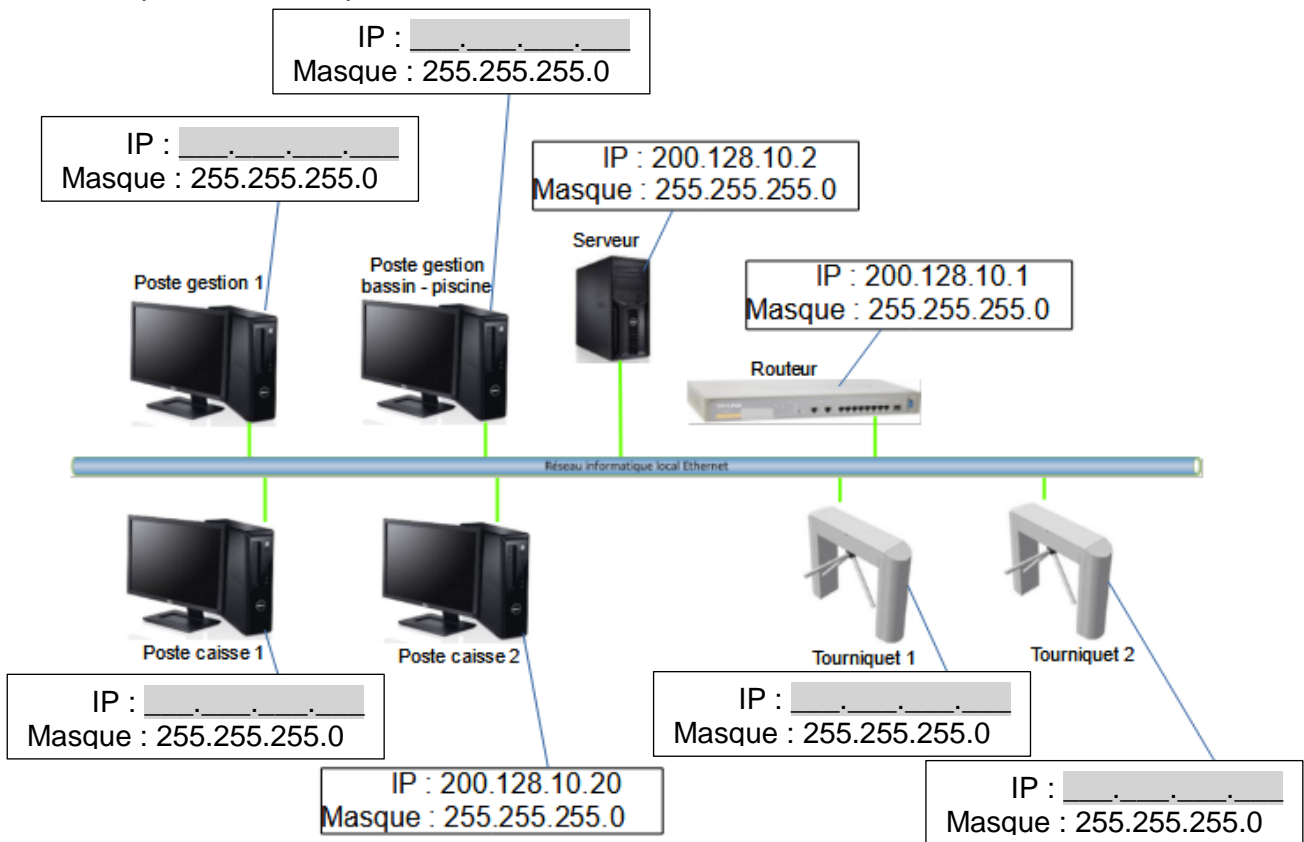 IP : ___.___.___.___
Masque : 255.255.255.0
IP : ___.___.___.___
Masque : 255.255.255.0
IP : 200.128.10.2
Masque : 255.255.255.0
Serveur
Poste gestion 1
Poste gestion
bassin - piscine
IP : 200.128.10.1
Masque : 255.255.255.0
Routeur
Réseau informatique local Ethernet
Poste caisse 1
Poste caisse 2
Tourniquet 1
Tourniquet 2
IP : ___.___.___.___
Masque : 255.255.255.0
IP : 200.128.10.20
Masque : 255.255.255.0
IP : ___.___.___.___
Masque : 255.255.255.0
IP : ___.___.___.___
Masque : 255.255.255.0